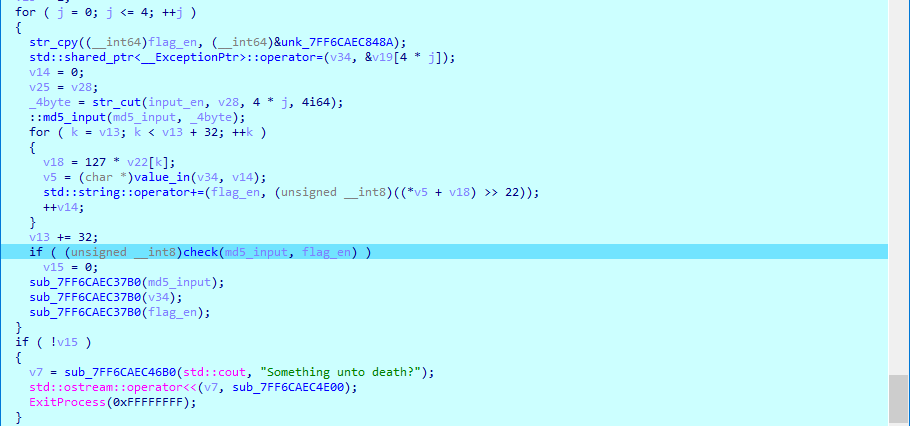 for ( j = 0; j <= 4; ++j )
{
str_cpy((__int64)flag_en, (__int64)&unk_7FF6CAEC848A);
std::shared_ptr<__ExceptionPtr>::operator=(v34, &v19[4 * j]);
v14 = 0;
v25 = v28;
_4byte = str_cut(input_en, v28, 4 * j, 4i64);
::md5_input(md5_input, _4byte);
for ( k = v13; k < v13 + 32; ++k )
{
v18 = 127 * v22[k];
v5 = (char *)value_in(v34, v14);
std::string::operator+=(flag_en, (unsigned __int8)((*v5 + v18) >> 22));
++v14;
}
v13 += 32;
if ( (unsigned __int8)check(md5_input, flag_en) )
v15 = 0;
sub_7FF6CAEC37B0(md5_input);
sub_7FF6CAEC37B0(v34);
sub_7FF6CAEC37B0(flag_en);
}
if ( !v15 )
{
v7 = sub_7FF6CAEC46B0(std::cout, "Something unto death?");
std::ostream::operator<<(v7, sub_7FF6CAEC4E00);
ExitProcess(0xFFFFFFFF);
}